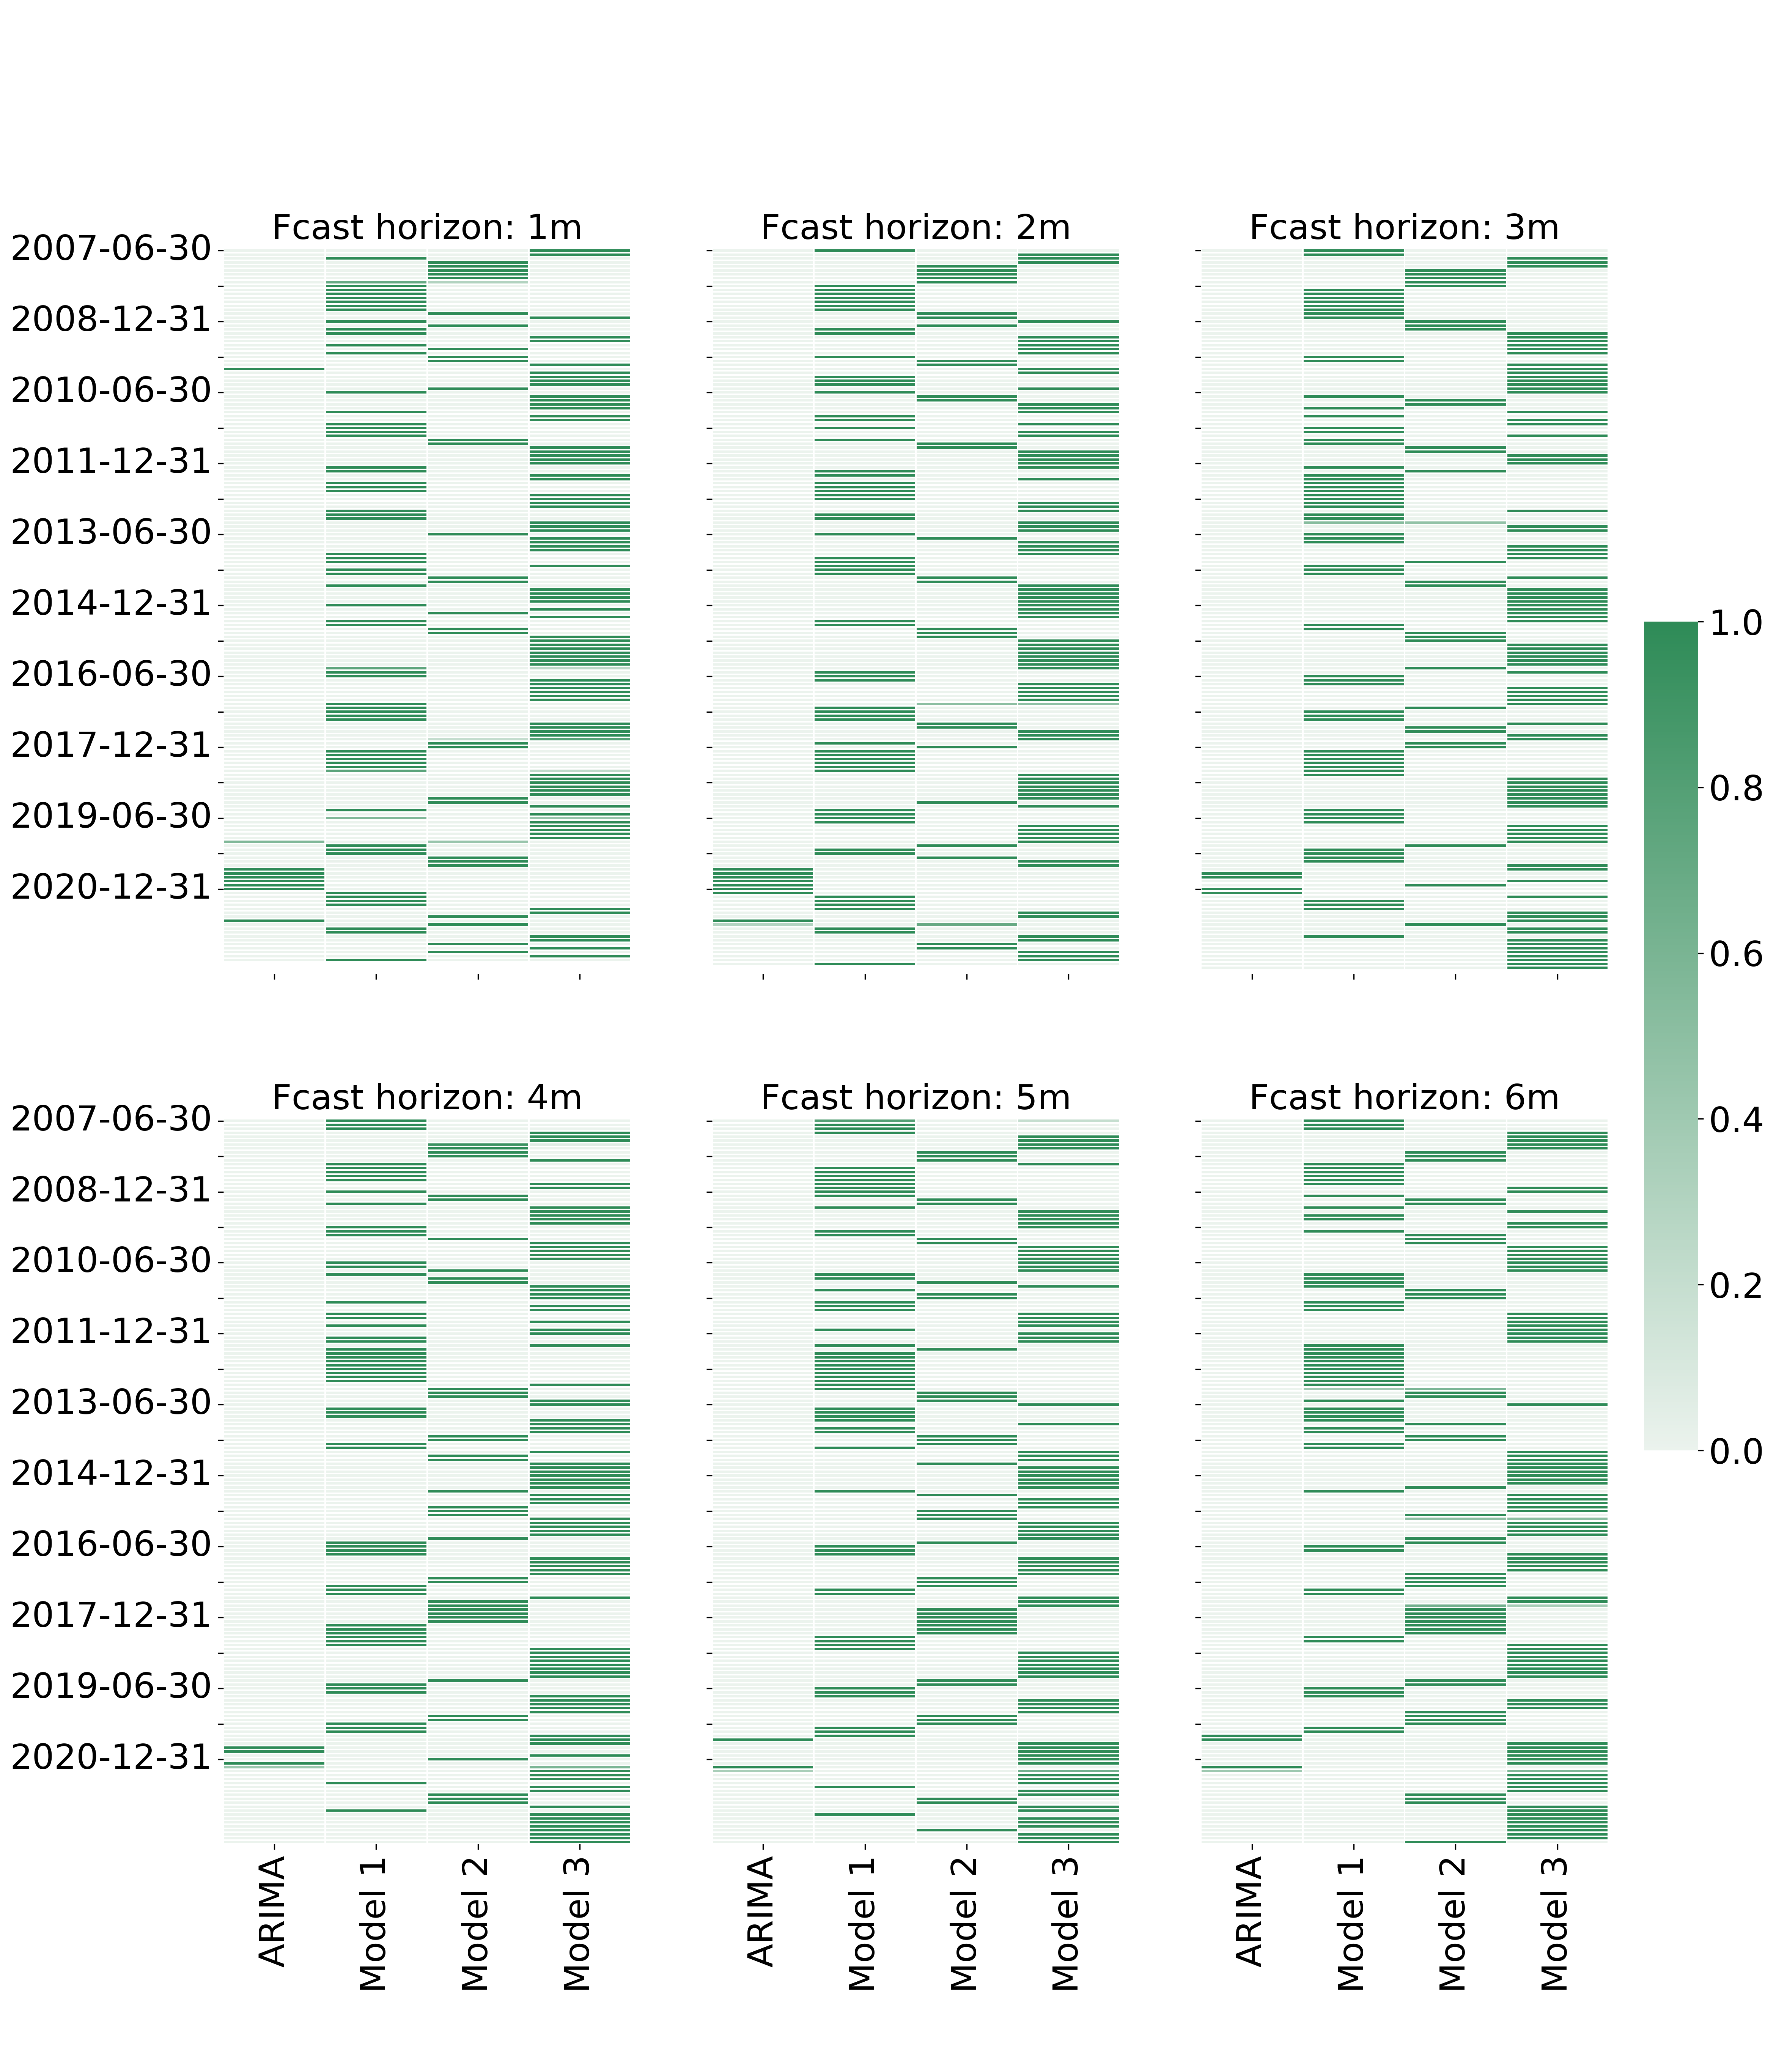 Fcast horizon: 1m
Fcast horizon: 2m
Fcast horizon: 3m
2007-06-30
2008-12-31
2010-06-30
2011-12-31
2013-06-30
2014-12-31
2016-06-30
2017-12-31
2019-06-30
2020-12-31
Fcast horizon: 4m
Fcast horizon: 5m
Fcast horizon: 6m
2007-06-30
2008-12-31
2010-06-30
2011-12-31
2013-06-30
2014-12-31
2016-06-30
2017-12-31
2019-06-30
2020-12-31
ARIMA
Model 1
Model 2
Model 3
ARIMA
Model 1
Model 2
Model 3
ARIMA
Model 1
Model 2
Model 3
1.0
0.8
0.6
0.4
0.2
0.0